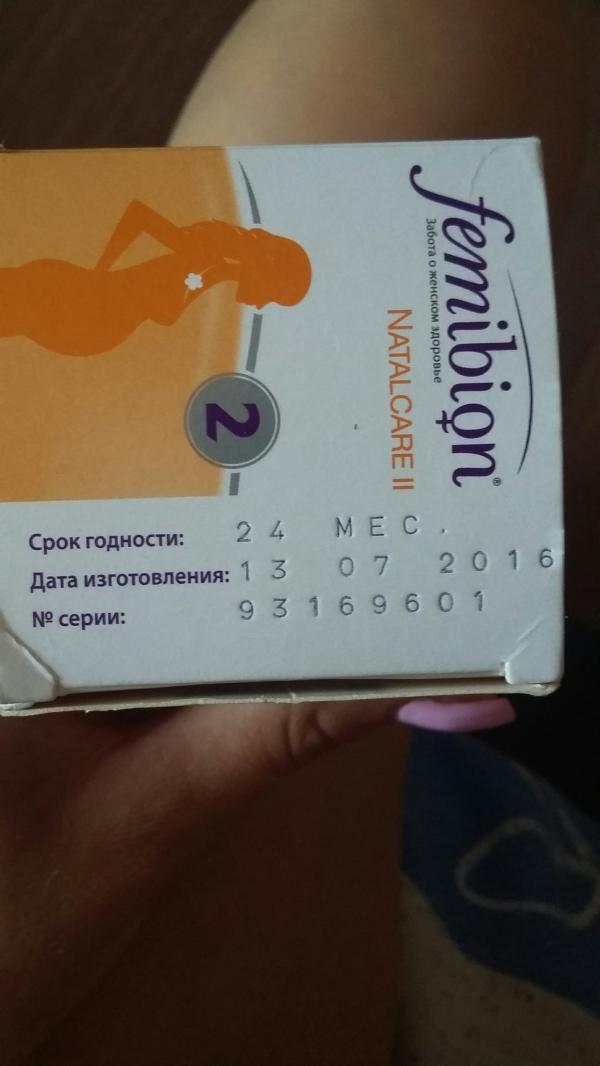 femibion®
Забота о женском здоровье
NATALCARE II
2
Срок годности: 24 МЕС.
Дата изготовления: 13 07 2016
№ серии: 93169601